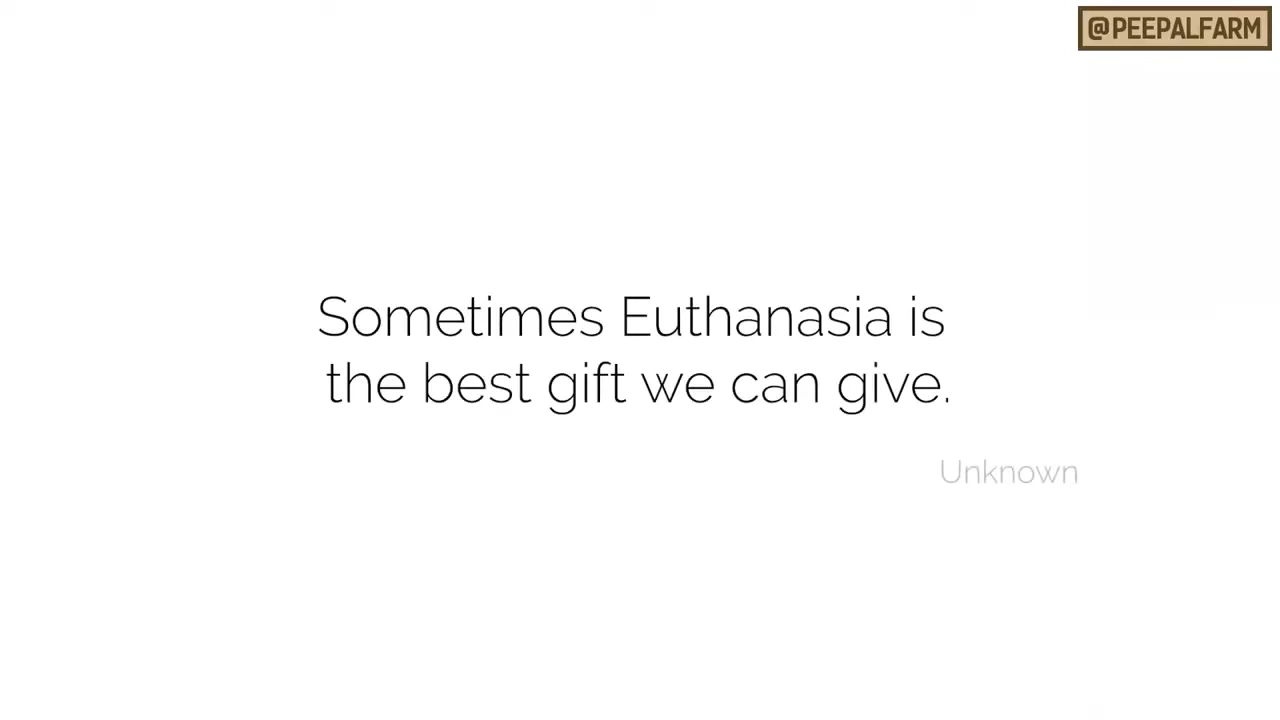 @PEEPALFARM
Sometimes Euthanasia is
the best gift we can give.
Unknown